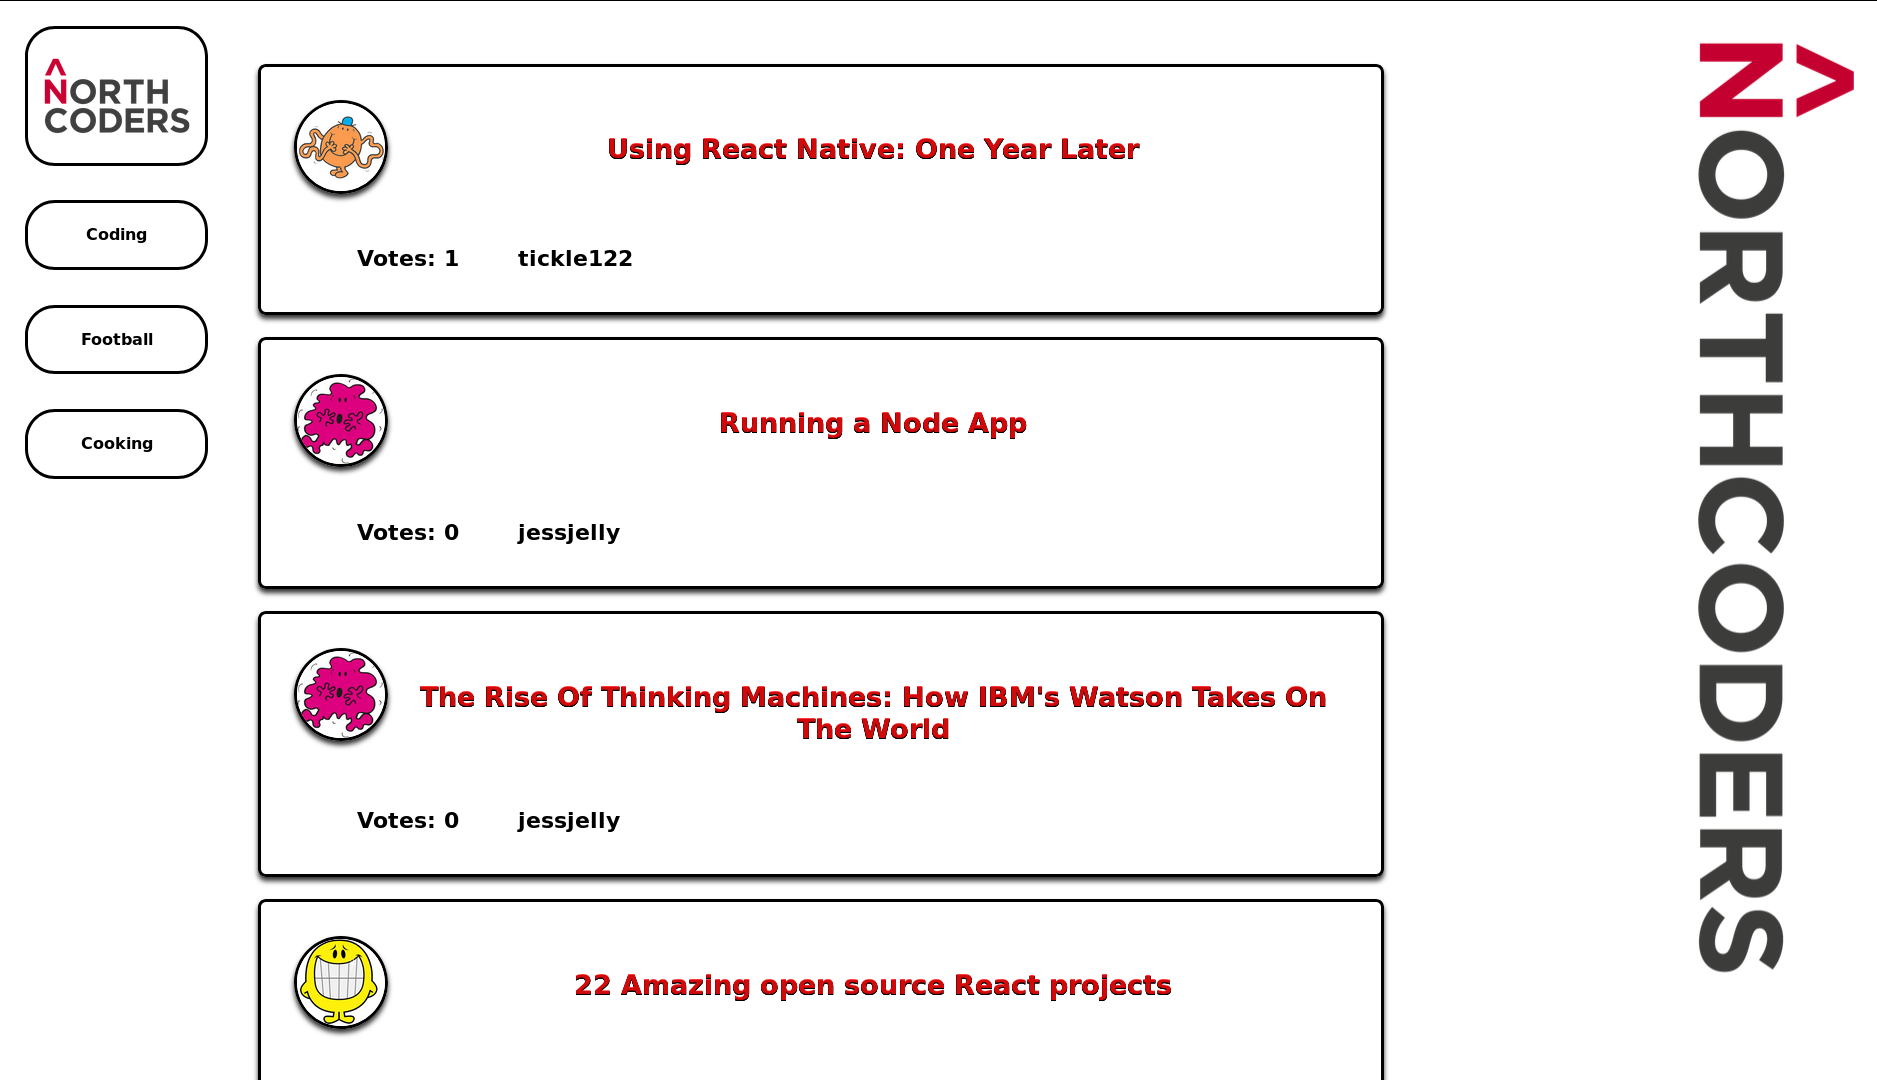 ^
NORTH
CODERS
Coding
Football
Cooking
Using React Native: One Year Later
Votes: 1 tickle122
Running a Node App
Votes: 0 jessjelly
The Rise Of Thinking Machines: How IBM's Watson Takes On
The World
Votes: 0 jessjelly
22 Amazing open source React projects
NORTHCODERS